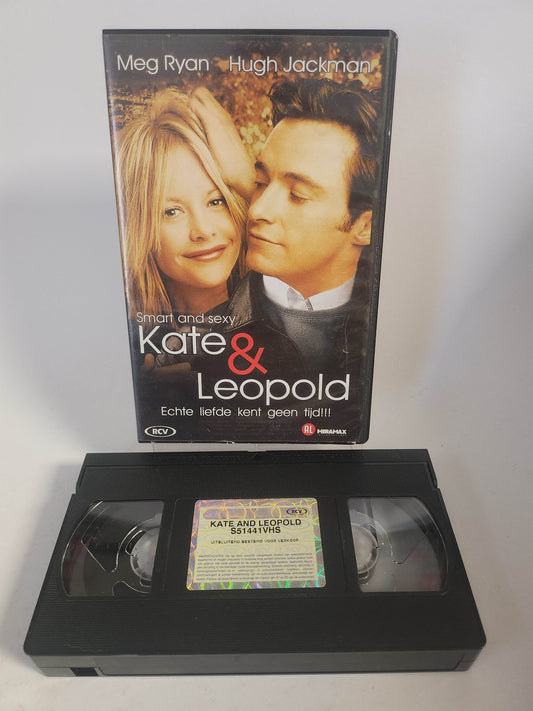 Meg Ryan Hugh Jackman
Smart and sexy
Kate
&
Leopold
Echte liefde kent geen tijd!!!
RCV
AL MIRAMAX
RCV
KATE AND LEOPOLD
S51441VHS
UITSLUITEND BESTEMD VOOR VERKOOP